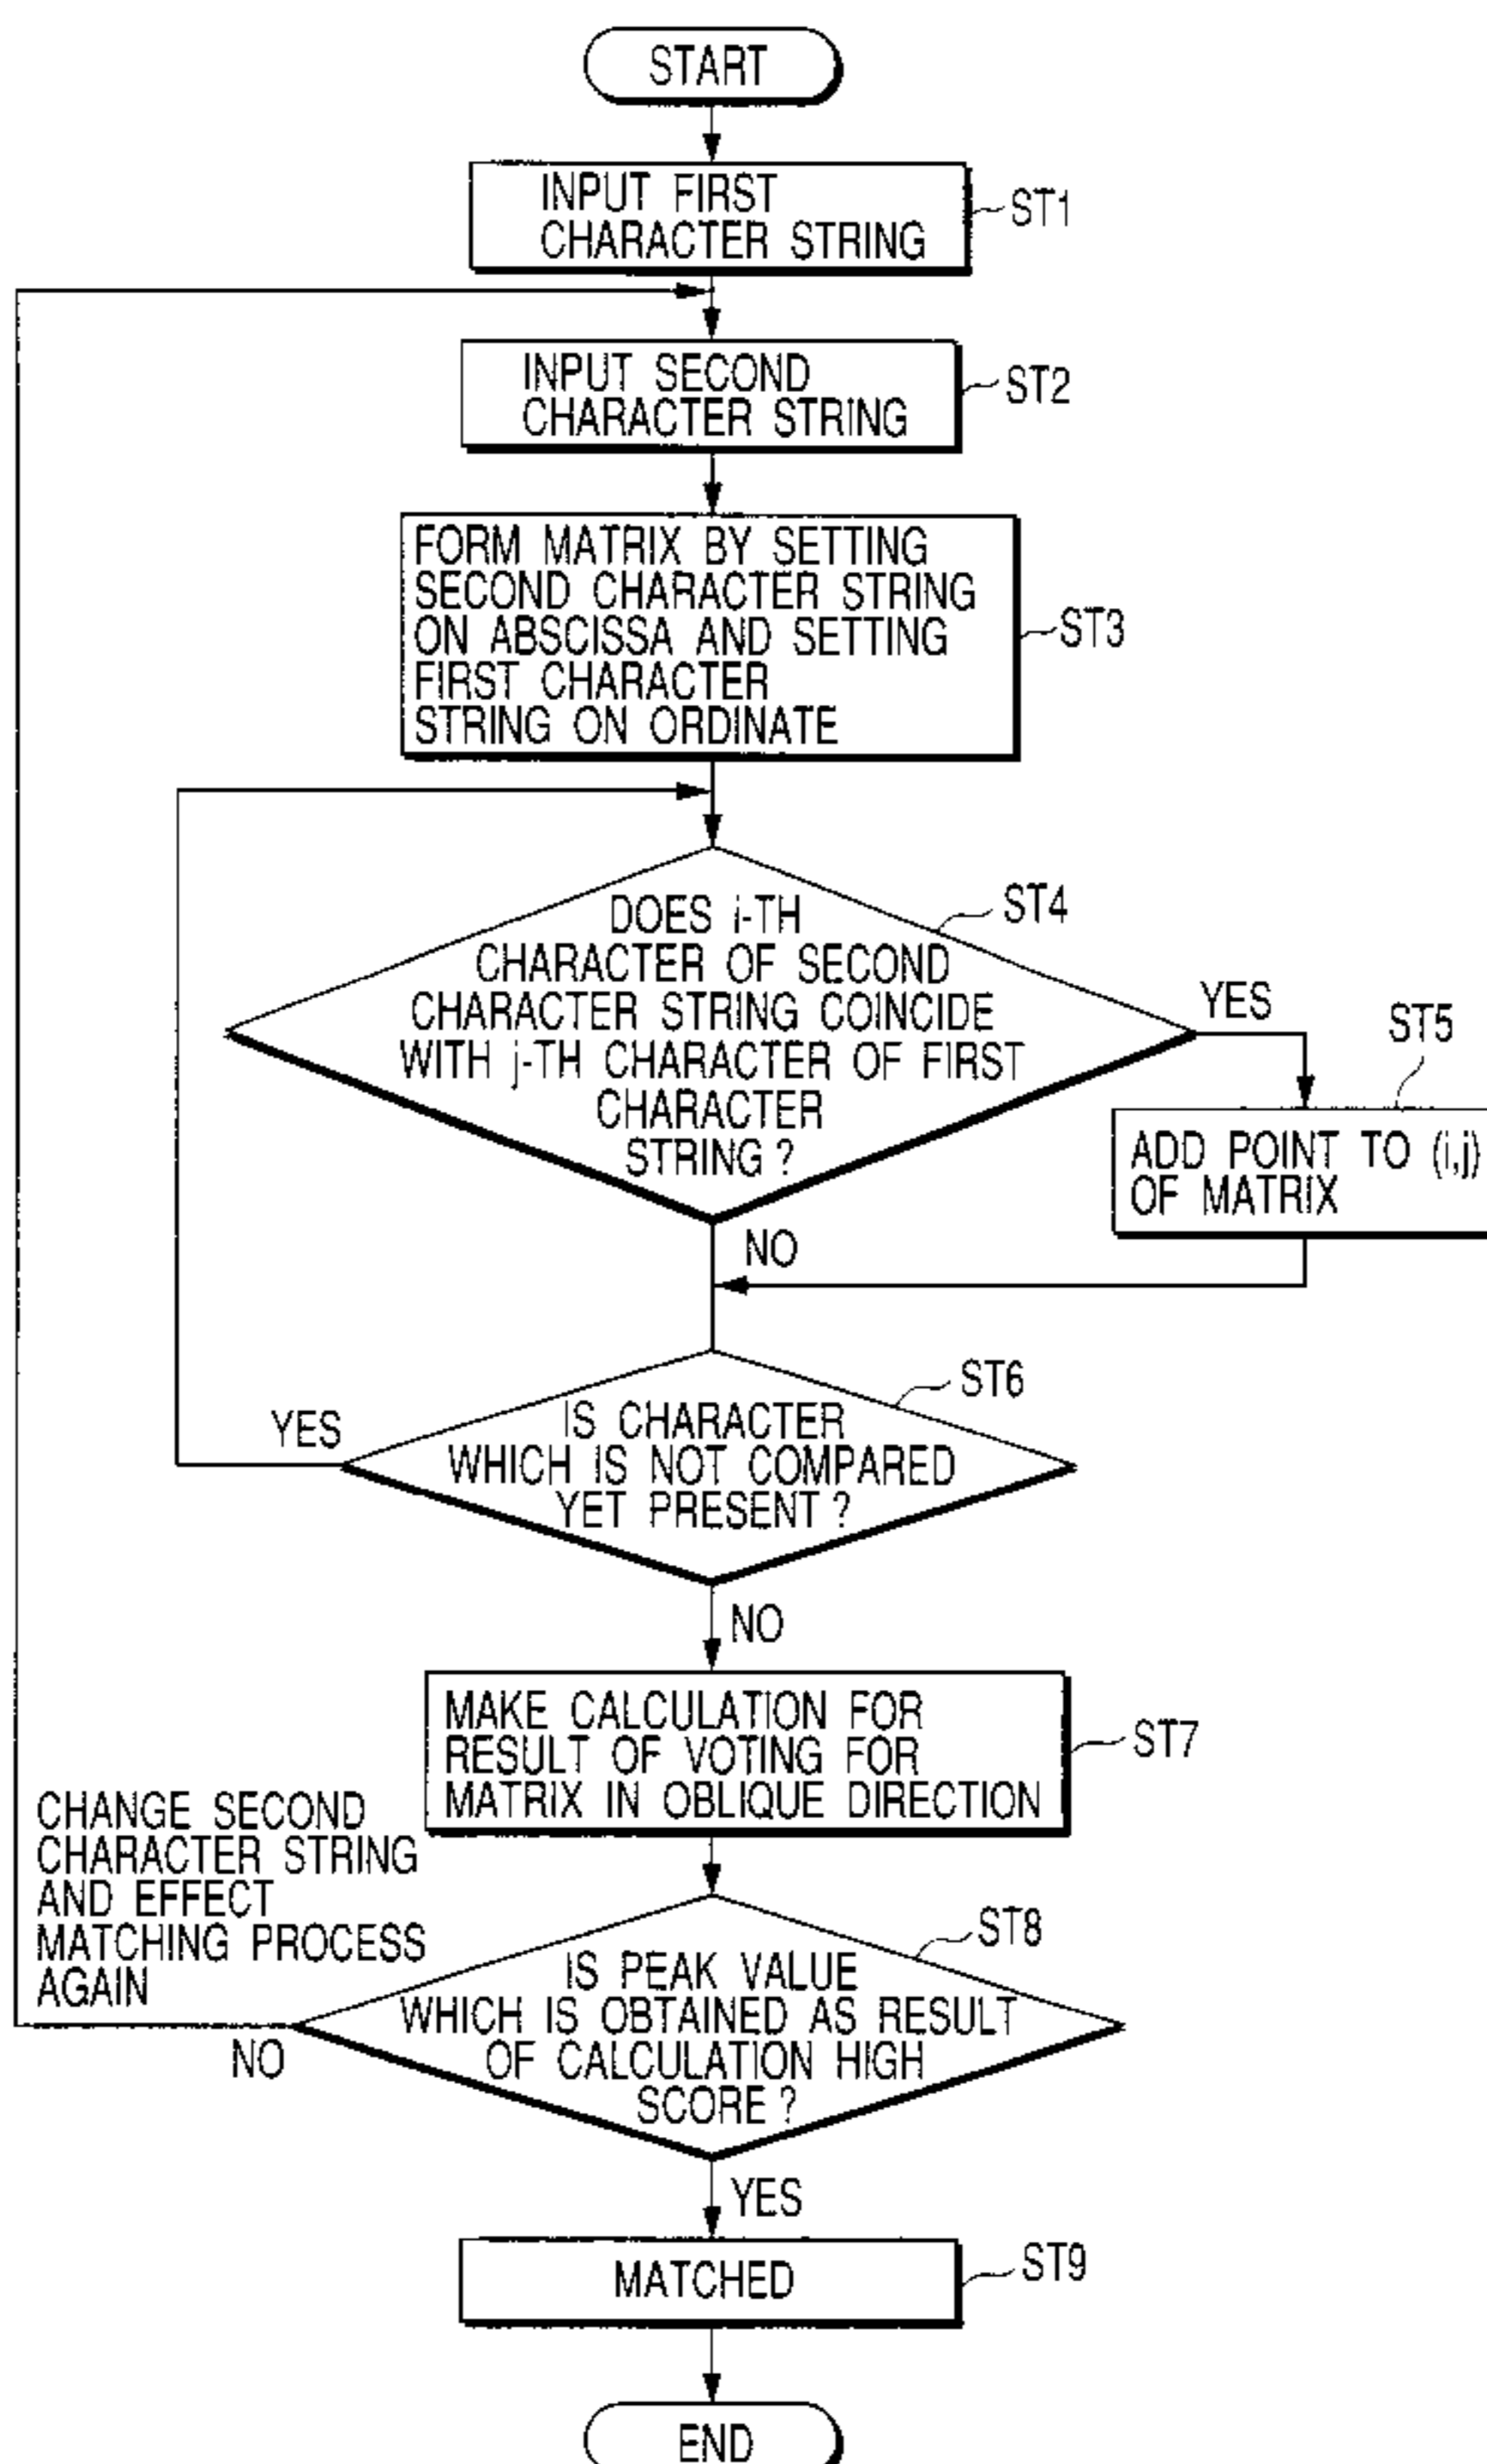 START
INPUT FIRST
CHARACTER STRING
ST1
INPUT SECOND
CHARACTER STRING
ST2
FORM MATRIX BY SETTING
SECOND CHARACTER STRING
ON ABSCISSA AND SETTING
FIRST CHARACTER
STRING ON ORDINATE
ST3
DOES i-TH
CHARACTER OF SECOND
CHARACTER STRING COINCIDE
WITH j-TH CHARACTER OF FIRST
CHARACTER
STRING ?
ST4
YES
ST5
ADD POINT TO (i,j)
OF MATRIX
NO
IS CHARACTER
WHICH IS NOT COMPARED
YET PRESENT ?
ST6
YES
NO
MAKE CALCULATION FOR
RESULT OF VOTING FOR
MATRIX IN OBLIQUE DIRECTION
ST7
CHANGE SECOND
CHARACTER STRING
AND EFFECT
MATCHING PROCESS
AGAIN
IS PEAK VALUE
WHICH IS OBTAINED AS RESULT
OF CALCULATION HIGH
SCORE ?
ST8
NO
YES
MATCHED
ST9
END